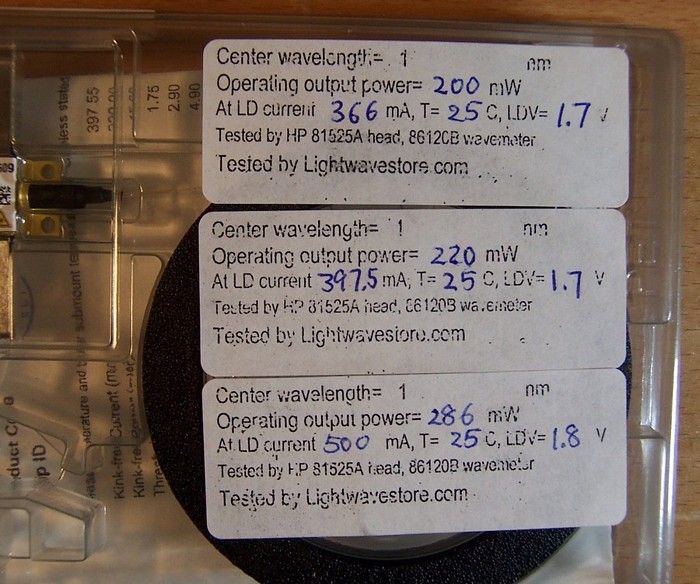 Center wavelength= 1 nm
Operating output power= 200 mW
At LD current 366 mA, T= 25 C, LDV= 1.7 V
Tested by HP 81525A head, 86120B wavemeter
Tested by Lightwavestore.com
Center wavelength= 1 nm
Operating output power= 220 mW
At LD current 397.5 mA, T= 25 C, LDV= 1.7 V
Tested by HP 81525A head, 86120B wavemeter
Tested by Lightwavestore.com
Center wavelength= 1 nm
Operating output power= 286 mW
At LD current 500 mA, T= 25 C, LDV= 1.8 V
Tested by HP 81525A head, 86120B wavemeter
Tested by Lightwavestore.com
397.55
1.75
2.90
4.90
submount
Kink-free Current
p ID